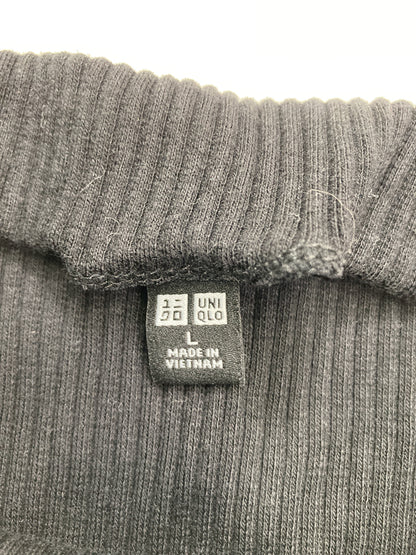 ユニ UNI
クロ QLO
L
MADE IN
VIETNAM